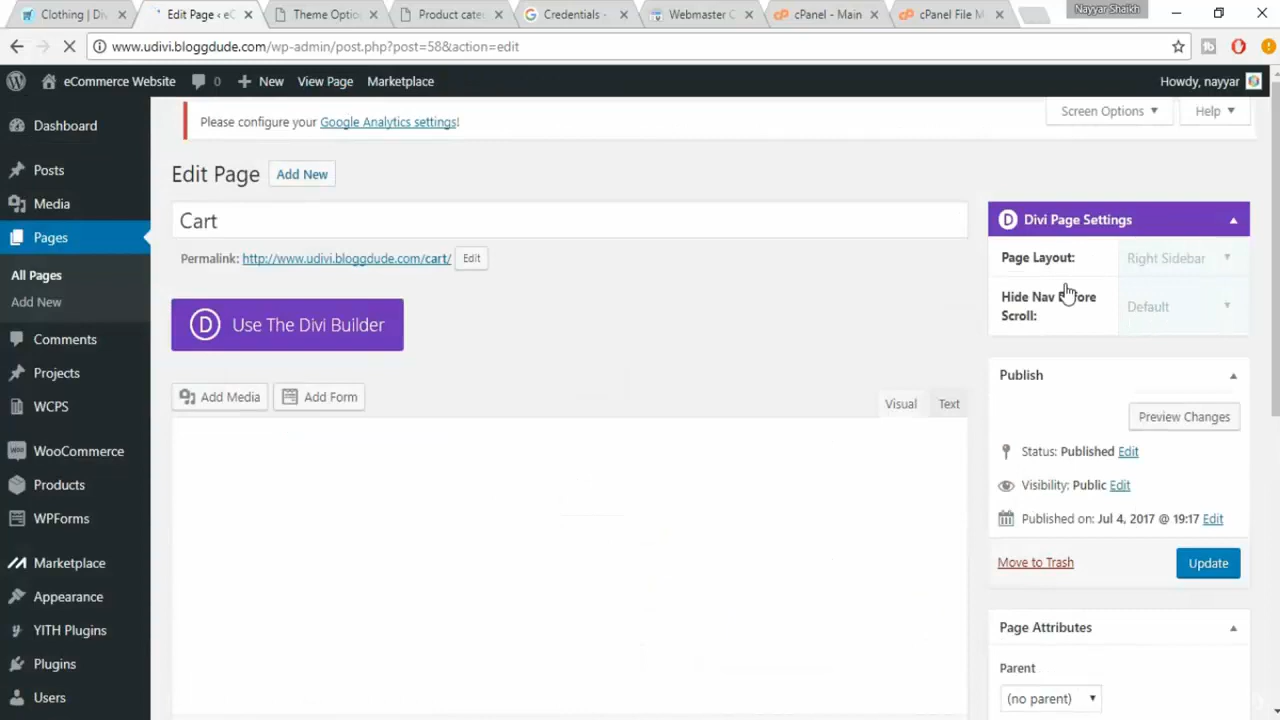 Clothing | Div
Edit Page ‹ eC
Theme Optio
Product cate
Credentials -
Webmaster C
cPanel - Main
cPanel File M
Nayyar Shaikh
www.udivi.bloggdude.com/wp-admin/post.php?post=58&action=edit
eCommerce Website
0
New
View Page
Marketplace
Howdy, nayyar
Please configure your Google Analytics settings!
Screen Options
Help
Edit Page
Add New
Cart
Permalink: http://www.udivi.bloggdude.com/cart/
Edit
D Use The Divi Builder
Add Media
Add Form
Visual
Text
Dashboard
Posts
Media
Pages
All Pages
Add New
Comments
Projects
WCPS
Woo WooCommerce
Products
WPForms
Marketplace
Appearance
YITH Plugins
Plugins
Users
D Divi Page Settings
Page Layout:
Right Sidebar
Hide Nav Before
Scroll:
Default
Publish
Preview Changes
Status: Published Edit
Visibility: Public Edit
Published on: Jul 4, 2017 @ 19:17 Edit
Move to Trash
Update
Page Attributes
Parent
(no parent)